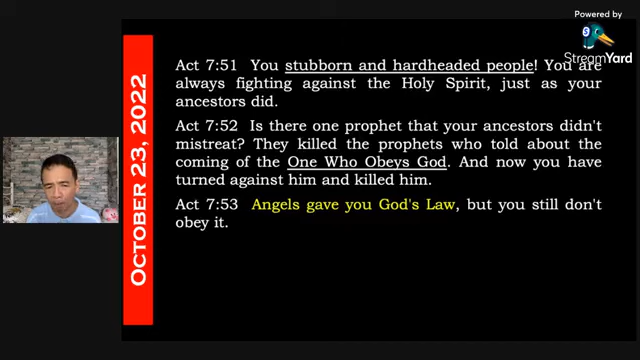 Powered by
StreamYard
OCTOBER 23, 2022
Act 7:51 You stubborn and hardheaded people! You are
always fighting against the Holy Spirit, just as your
ancestors did.
Act 7:52 Is there one prophet that your ancestors didn't
mistreat? They killed the prophets who told about the
coming of the One Who Obeys God. And now you have
turned against him and killed him.
Act 7:53 Angels gave you God's Law, but you still don't
obey it.